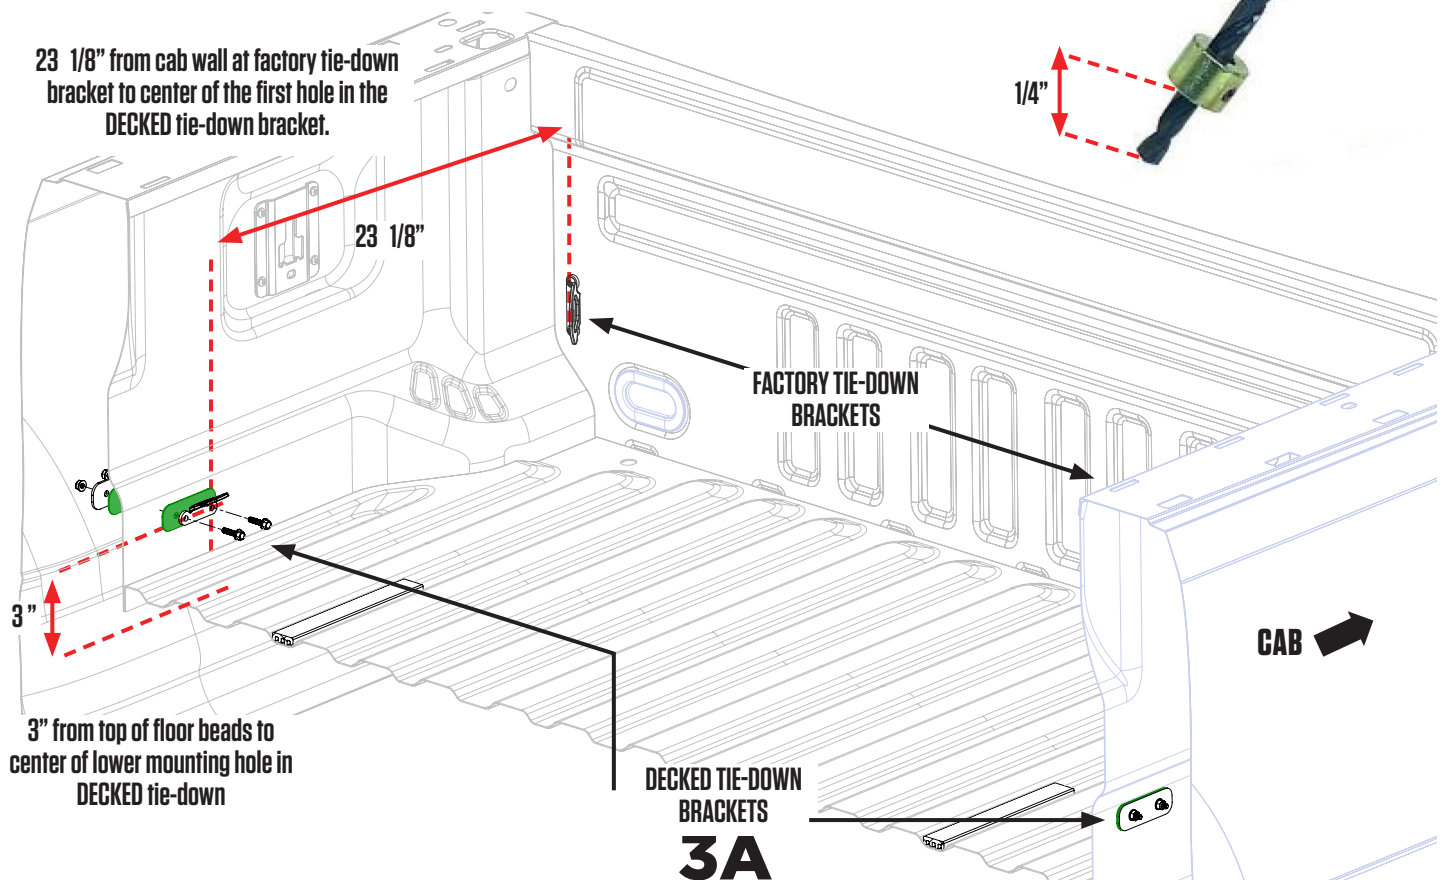 23 1/8” from cab wall at factory tie-down
bracket to center of the first hole in the
DECKED tie-down bracket.
1/4”
23 1/8”
FACTORY TIE-DOWN
BRACKETS
3”
CAB
3” from top of floor beads to
center of lower mounting hole in
DECKED tie-down
DECKED TIE-DOWN
BRACKETS
3A